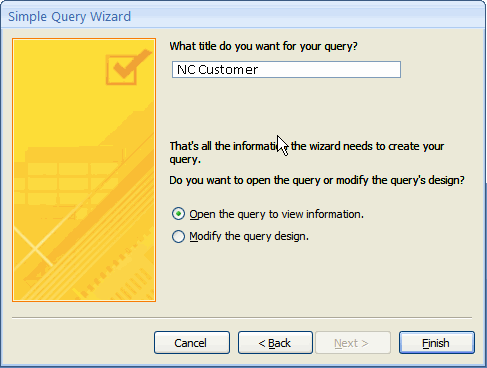 Simple Query Wizard
What title do you want for your query?
NC Customer
That's all the information the wizard needs to create your
query.
Do you want to open the query or modify the query's design?
Open the query to view information.
Modify the query design.
Cancel
< Back
Next >
Finish